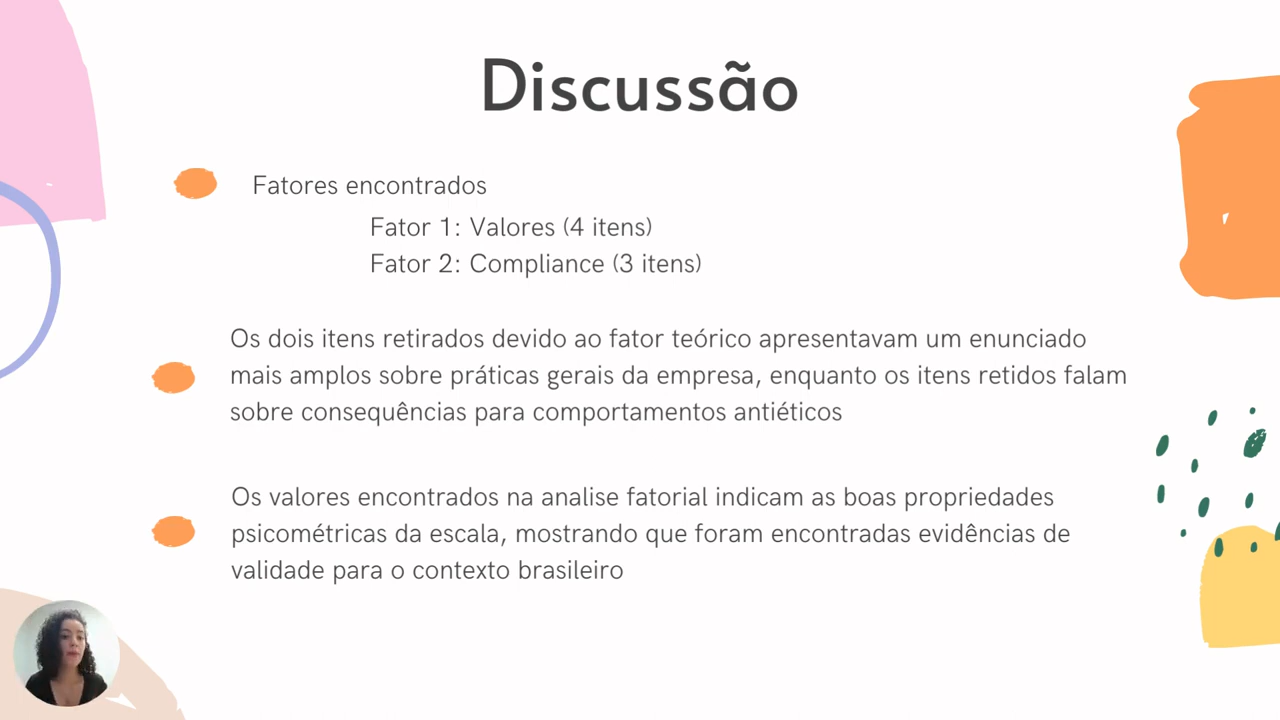 Discussão
Fatores encontrados
Fator 1: Valores (4 itens)
Fator 2: Compliance (3 itens)
Os dois itens retirados devido ao fator teórico apresentavam um enunciado
mais amplos sobre práticas gerais da empresa, enquanto os itens retidos falam
sobre consequências para comportamentos antiéticos
Os valores encontrados na analise fatorial indicam as boas propriedades
psicométricas da escala, mostrando que foram encontradas evidências de
validade para o contexto brasileiro